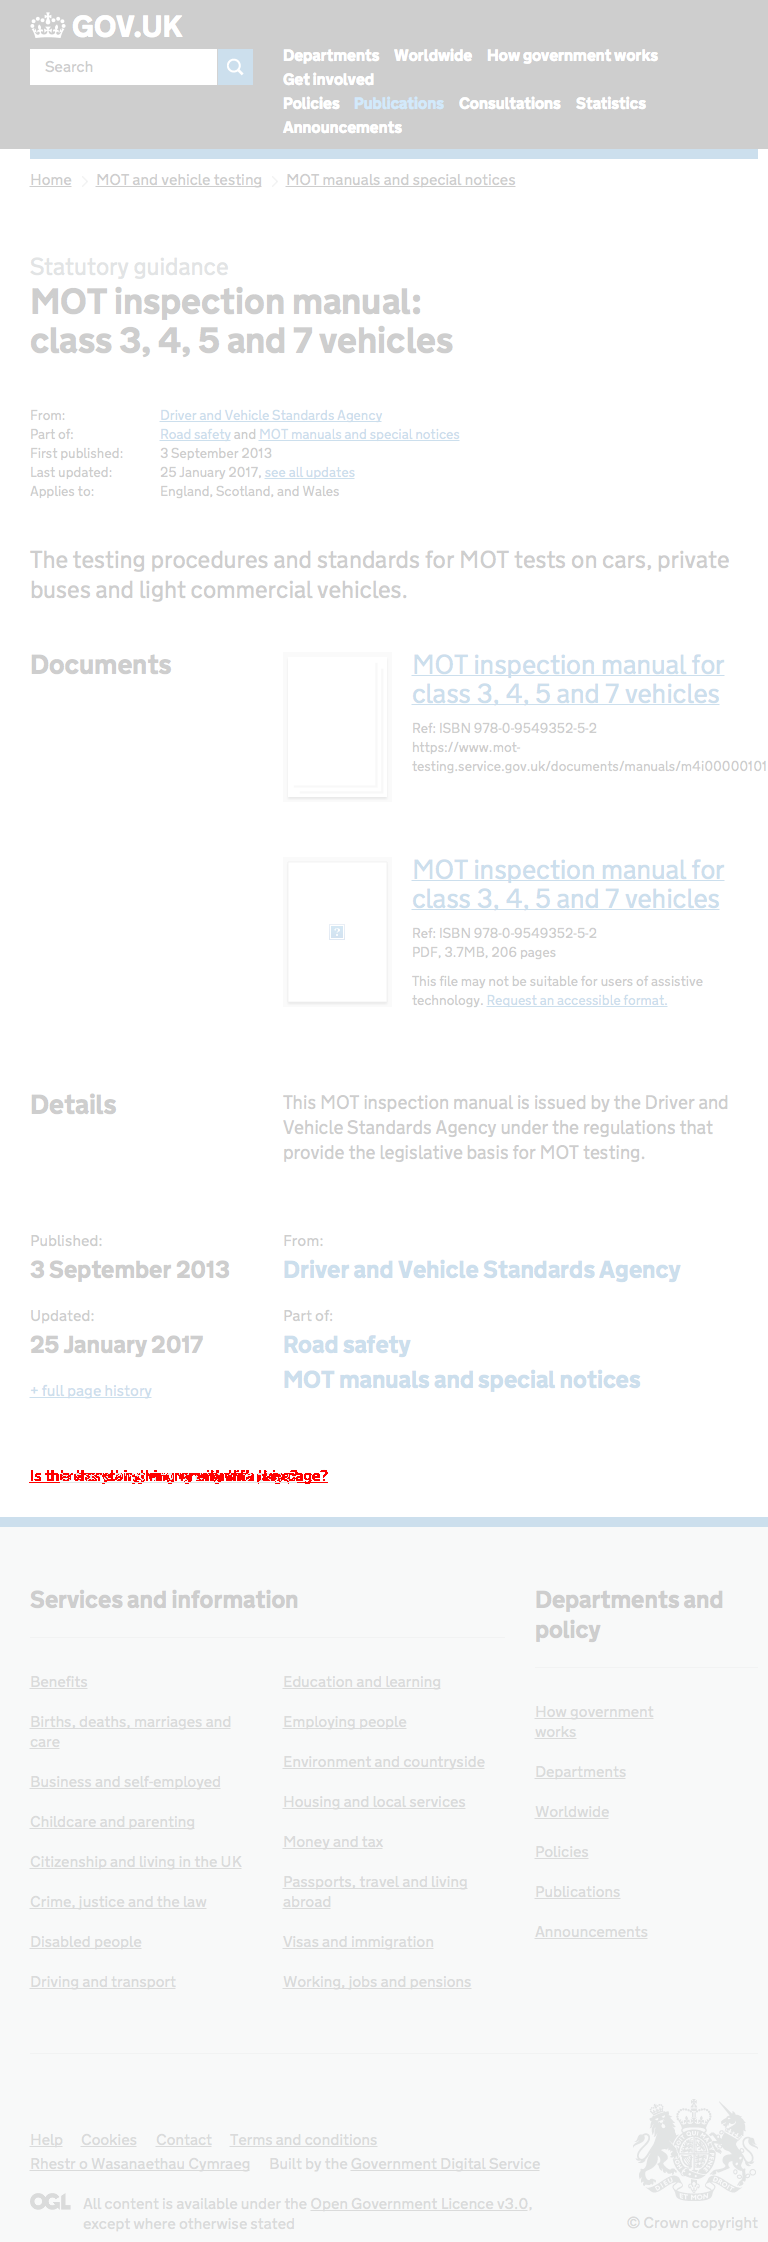 GOV.UK
Search
Departments Worldwide How government works
Get involved
Policies Publications Consultations Statistics
Announcements
Home MOT and vehicle testing MOT manuals and special notices
Statutory guidance
MOT inspection manual:
class 3, 4, 5 and 7 vehicles
From: Driver and Vehicle Standards Agency
Part of: Road safety and MOT manuals and special notices
First published: 3 September 2013
Last updated: 25 January 2017, see all updates
Applies to: England, Scotland, and Wales
The testing procedures and standards for MOT tests on cars, private
buses and light commercial vehicles.
Documents
MOT inspection manual for
class 3, 4, 5 and 7 vehicles
Ref: ISBN 978-0-9549352-5-2
https://www.mot-
testing.service.gov.uk/documents/manuals/m4i00000101
MOT inspection manual for
class 3, 4, 5 and 7 vehicles
Ref: ISBN 978-0-9549352-5-2
PDF, 3.7MB, 206 pages
This file may not be suitable for users of assistive
technology. Request an accessible format.
Details
This MOT inspection manual is issued by the Driver and
Vehicle Standards Agency under the regulations that
provide the legislative basis for MOT testing.
Published:
3 September 2013
Updated:
25 January 2017
+ full page history
From:
Driver and Vehicle Standards Agency
Part of:
Road safety
MOT manuals and special notices
Is
Services and information
Benefits
Births, deaths, marriages and
care
Business and self-employed
Childcare and parenting
Citizenship and living in the UK
Crime, justice and the law
Disabled people
Driving and transport
Education and learning
Employing people
Environment and countryside
Housing and local services
Money and tax
Passports, travel and living
abroad
Visas and immigration
Working, jobs and pensions
Departments and
policy
How government
works
Departments
Worldwide
Policies
Publications
Announcements
Help Cookies Contact Terms and conditions
Rhestr o Wasanaethau Cymraeg Built by the Government Digital Service
OGL All content is available under the Open Government Licence v3.0,
except where otherwise stated
© Crown copyright